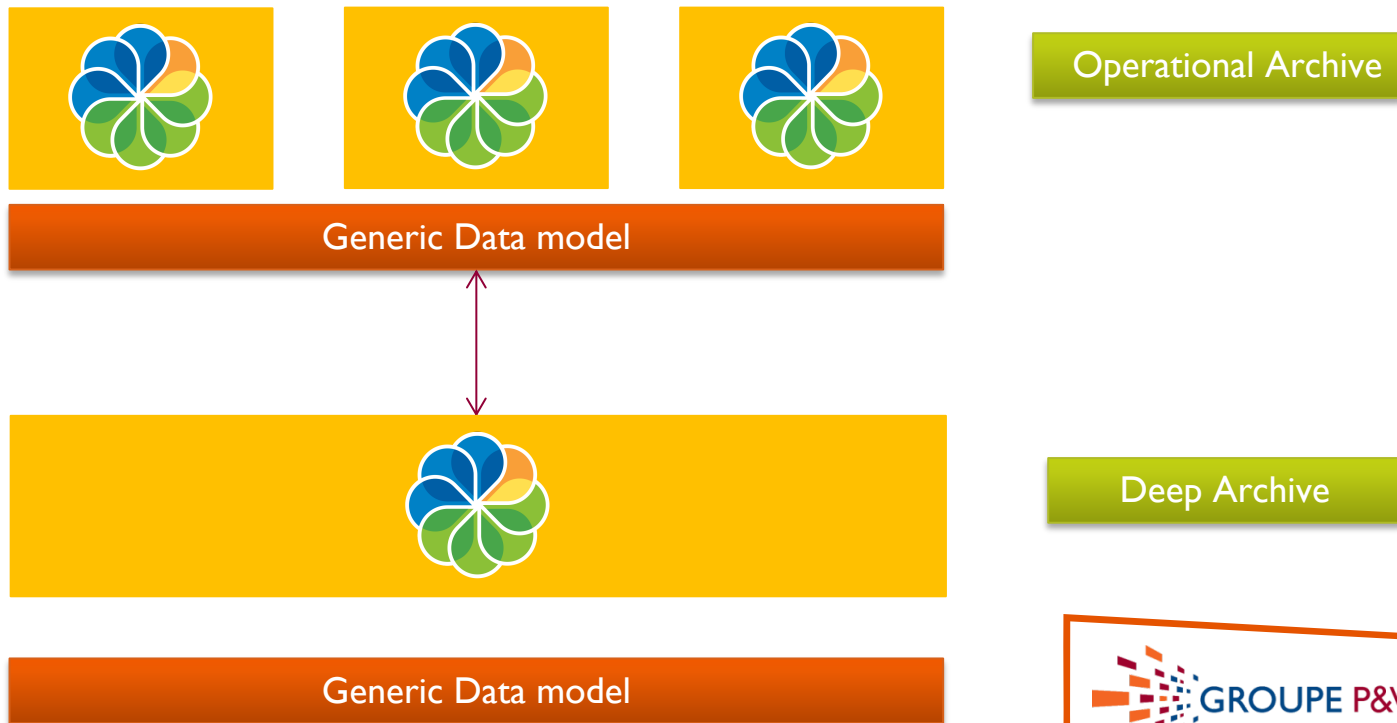 Operational Archive
Generic Data model
Deep Archive
Generic Data model
GROUPE P&V